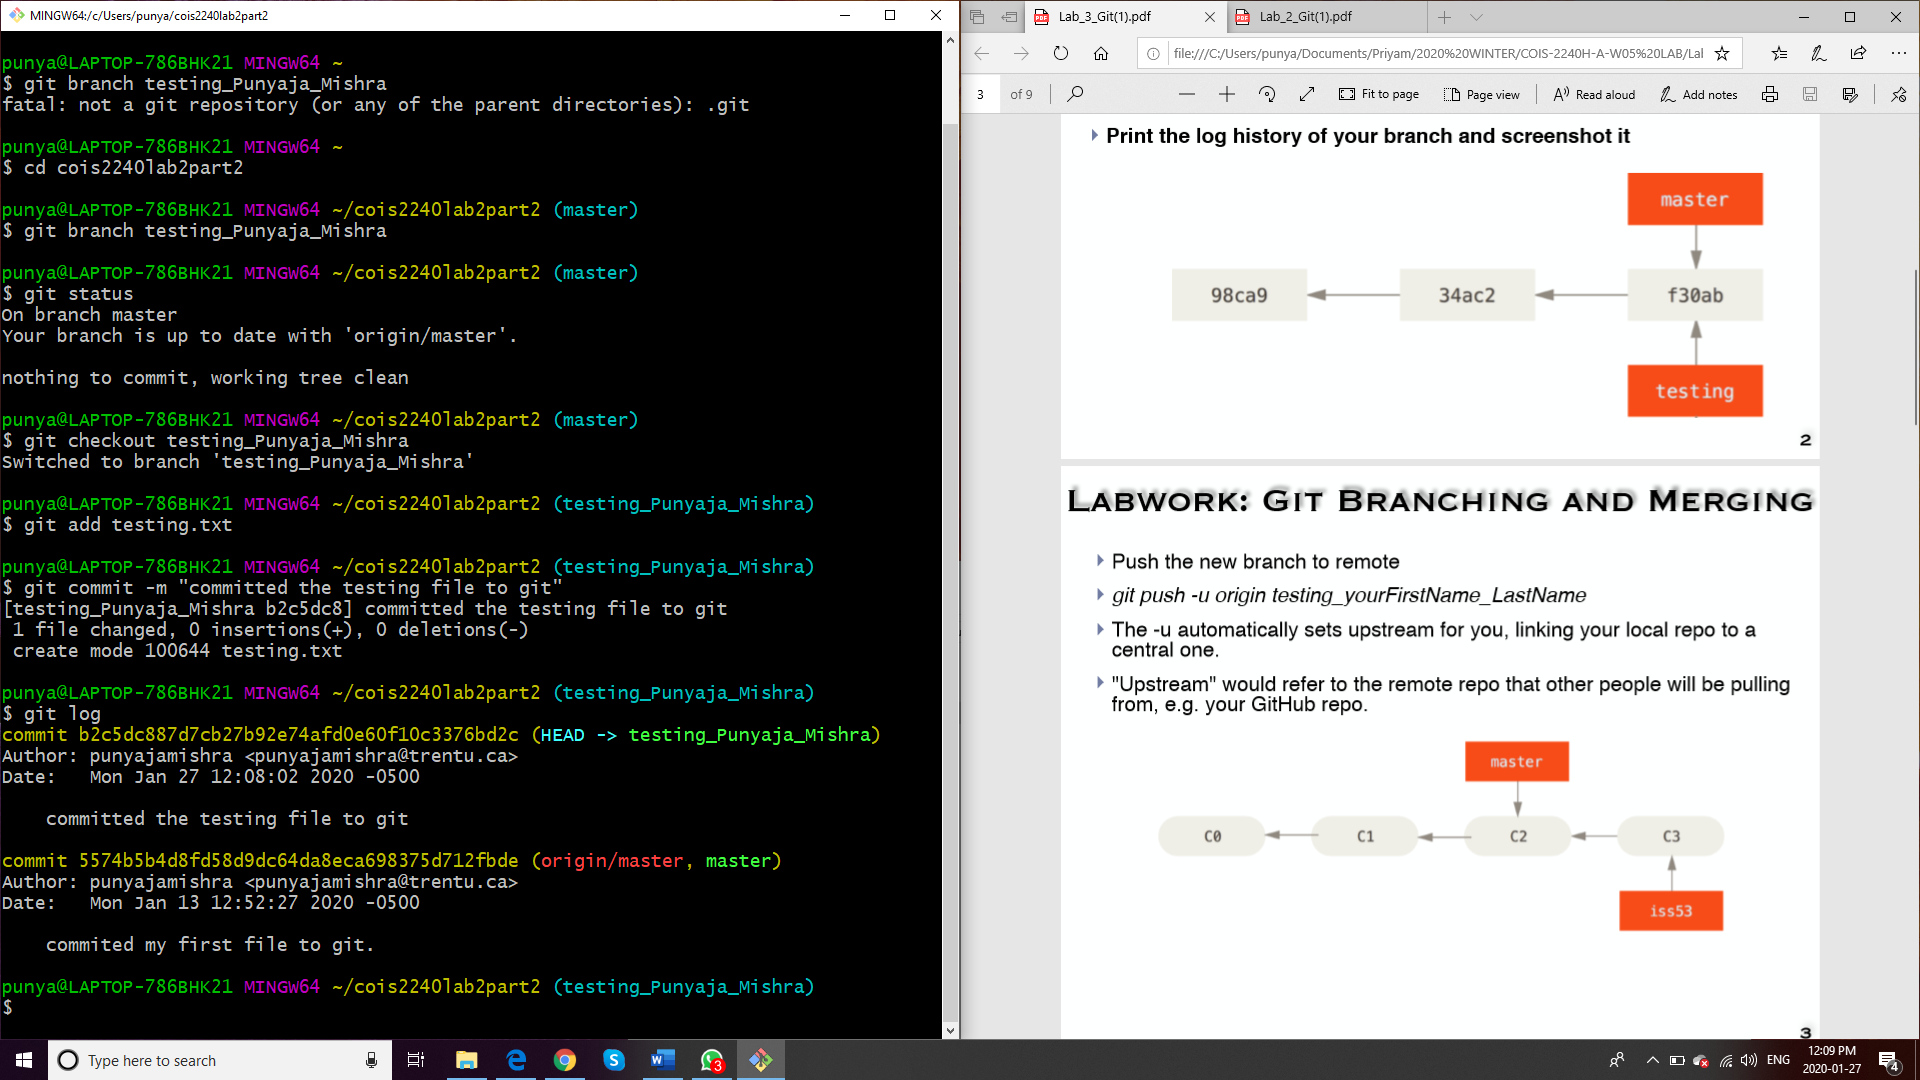 MINGW64:/c/Users/punya/cois2240lab2part2
punya@LAPTOP-786BHK21 MINGW64 ~
$ git branch testing_Punyaja_Mishra
fatal: not a git repository (or any of the parent directories): .git
punya@LAPTOP-786BHK21 MINGW64 ~
$ cd cois2240lab2part2
punya@LAPTOP-786BHK21 MINGW64 ~/cois2240lab2part2 (master)
$ git branch testing_Punyaja_Mishra
punya@LAPTOP-786BHK21 MINGW64 ~/cois2240lab2part2 (master)
$ git status
On branch master
Your branch is up to date with 'origin/master'.
nothing to commit, working tree clean
punya@LAPTOP-786BHK21 MINGW64 ~/cois2240lab2part2 (master)
$ git checkout testing_Punyaja_Mishra
Switched to branch 'testing_Punyaja_Mishra'
punya@LAPTOP-786BHK21 MINGW64 ~/cois2240lab2part2 (testing_Punyaja_Mishra)
$ git add testing.txt
punya@LAPTOP-786BHK21 MINGW64 ~/cois2240lab2part2 (testing_Punyaja_Mishra)
$ git commit -m "committed the testing file to git"
[testing_Punyaja_Mishra b2c5dc8] committed the testing file to git
1 file changed, 0 insertions(+), 0 deletions(-)
create mode 100644 testing.txt
punya@LAPTOP-786BHK21 MINGW64 ~/cois2240lab2part2 (testing_Punyaja_Mishra)
$ git log
commit b2c5dc887d7cb27b92e74afd0e60f10c3376bd2c (HEAD -> testing_Punyaja_Mishra)
Author: punyajamishra <punyajamishra@trentu.ca>
Date:   Mon Jan 27 12:08:02 2020 -0500
committed the testing file to git
commit 5574b5b4d8fd58d9dc64da8eca698375d712fbde (origin/master, master)
Author: punyajamishra <punyajamishra@trentu.ca>
Date:   Mon Jan 13 12:52:27 2020 -0500
commited my first file to git.
punya@LAPTOP-786BHK21 MINGW64 ~/cois2240lab2part2 (testing_Punyaja_Mishra)
$
Lab_3_Git(1).pdf
Lab_2_Git(1).pdf
file:///C:/Users/punya/Documents/Priyam/2020%20WINTER/COIS-2240H-A-W05%20LAB/Lal
3 of 9
Fit to page
Page view
Read aloud
Add notes
Print the log history of your branch and screenshot it
master
98ca9
34ac2
f30ab
testing
2
LABWORK: GIT BRANCHING AND MERGING
Push the new branch to remote
git push -u origin testing_yourFirstName_LastName
The -u automatically sets upstream for you, linking your local repo to a
central one.
"Upstream" would refer to the remote repo that other people will be pulling
from, e.g. your GitHub repo.
master
C0
C1
C2
C3
iss53
3
Type here to search
3
ENG
12:09 PM
2020-01-27
4